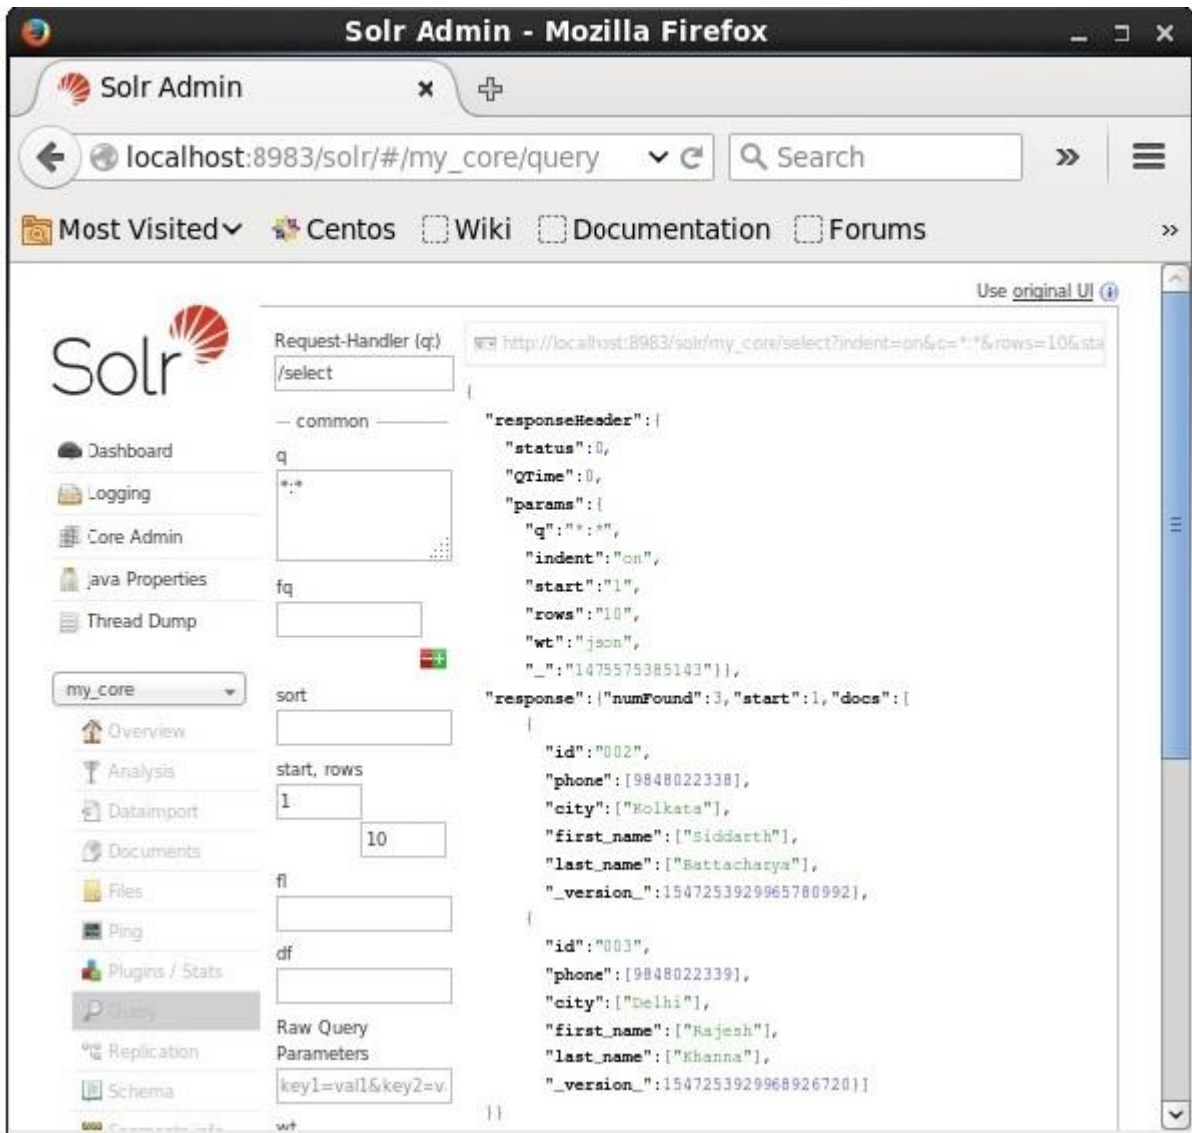 Solr Admin - Mozilla Firefox
Solr Admin
localhost:8983/solr/#/my_core/query
Search
Most Visited
Centos
Wiki
Documentation
Forums
Use original UI
Solr
Dashboard
Logging
Core Admin
Java Properties
Thread Dump
my_core
Overview
Analysis
Dataimport
Documents
Files
Ping
Plugins / Stats
Query
Replication
Schema
Segments info
Request-Handler (qt)
/select
common
q
*:*
fq
sort
start, rows
1
10
fl
df
Raw Query
Parameters
key1=val1&key2=v
wt
http://localhost:8983/solr/my_core/select?indent=on&q=*:*&rows=10&sta
{
"responseHeader":{
"status":0,
"QTime":0,
"params":{
"q":"*:*",
"indent":"on",
"start":"1",
"rows":"10",
"wt":"json",
"_":"1475575385143"}},
"response":{"numFound":3,"start":1,"docs":[
{
"id":"002",
"phone":[9848022338],
"city":["Kolkata"],
"first_name":["Siddarth"],
"last_name":["Battacharya"],
"_version_":1547253929965780992},
{
"id":"003",
"phone":[9848022339],
"city":["Delhi"],
"first_name":["Rajesh"],
"last_name":["Khanna"],
"_version_":1547253929968926720}]
}}